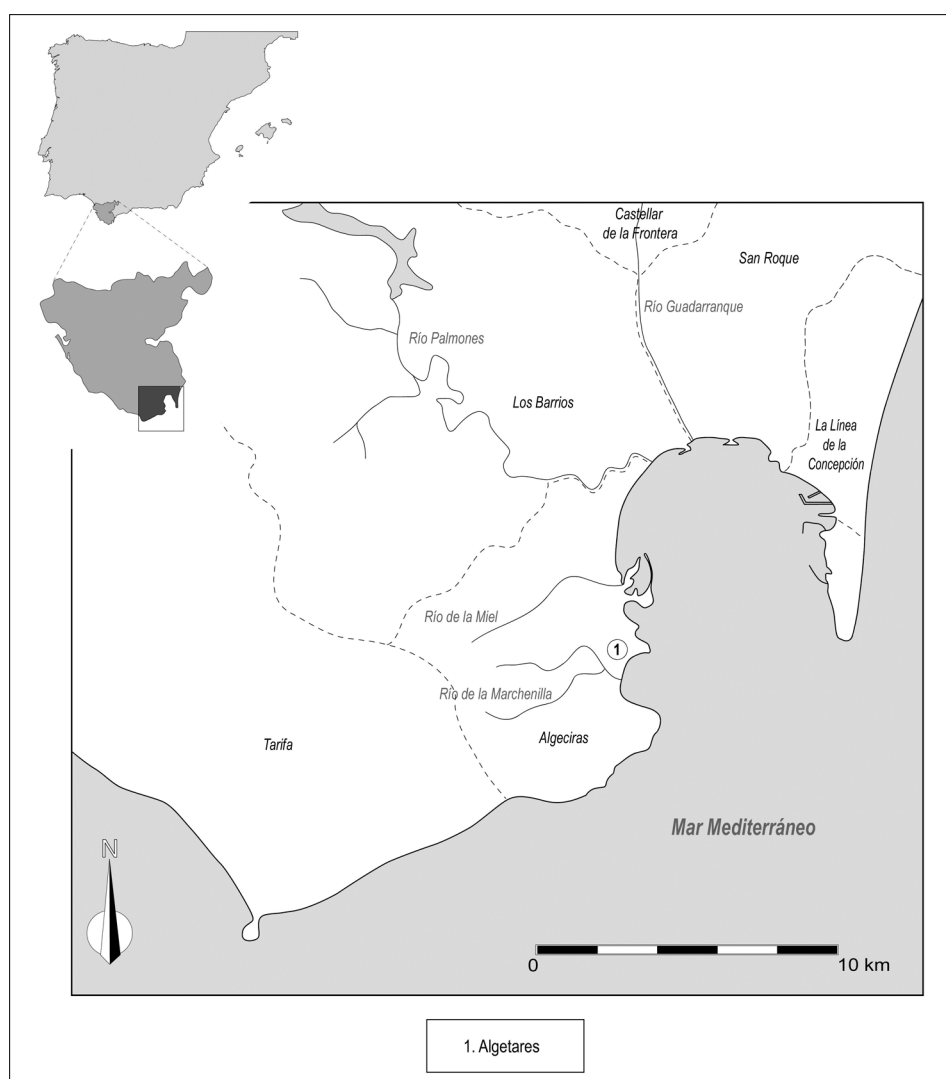 Castellar
de la Frontera
San Roque
Río Guadarranque
Río Palmones
Los Barrios
La Línea
de la
Concepción
Río de la Miel
1
Río de la Marchenilla
Algeciras
Tarifa
Mar Mediterráneo
N
0
10 km
1. Algetares